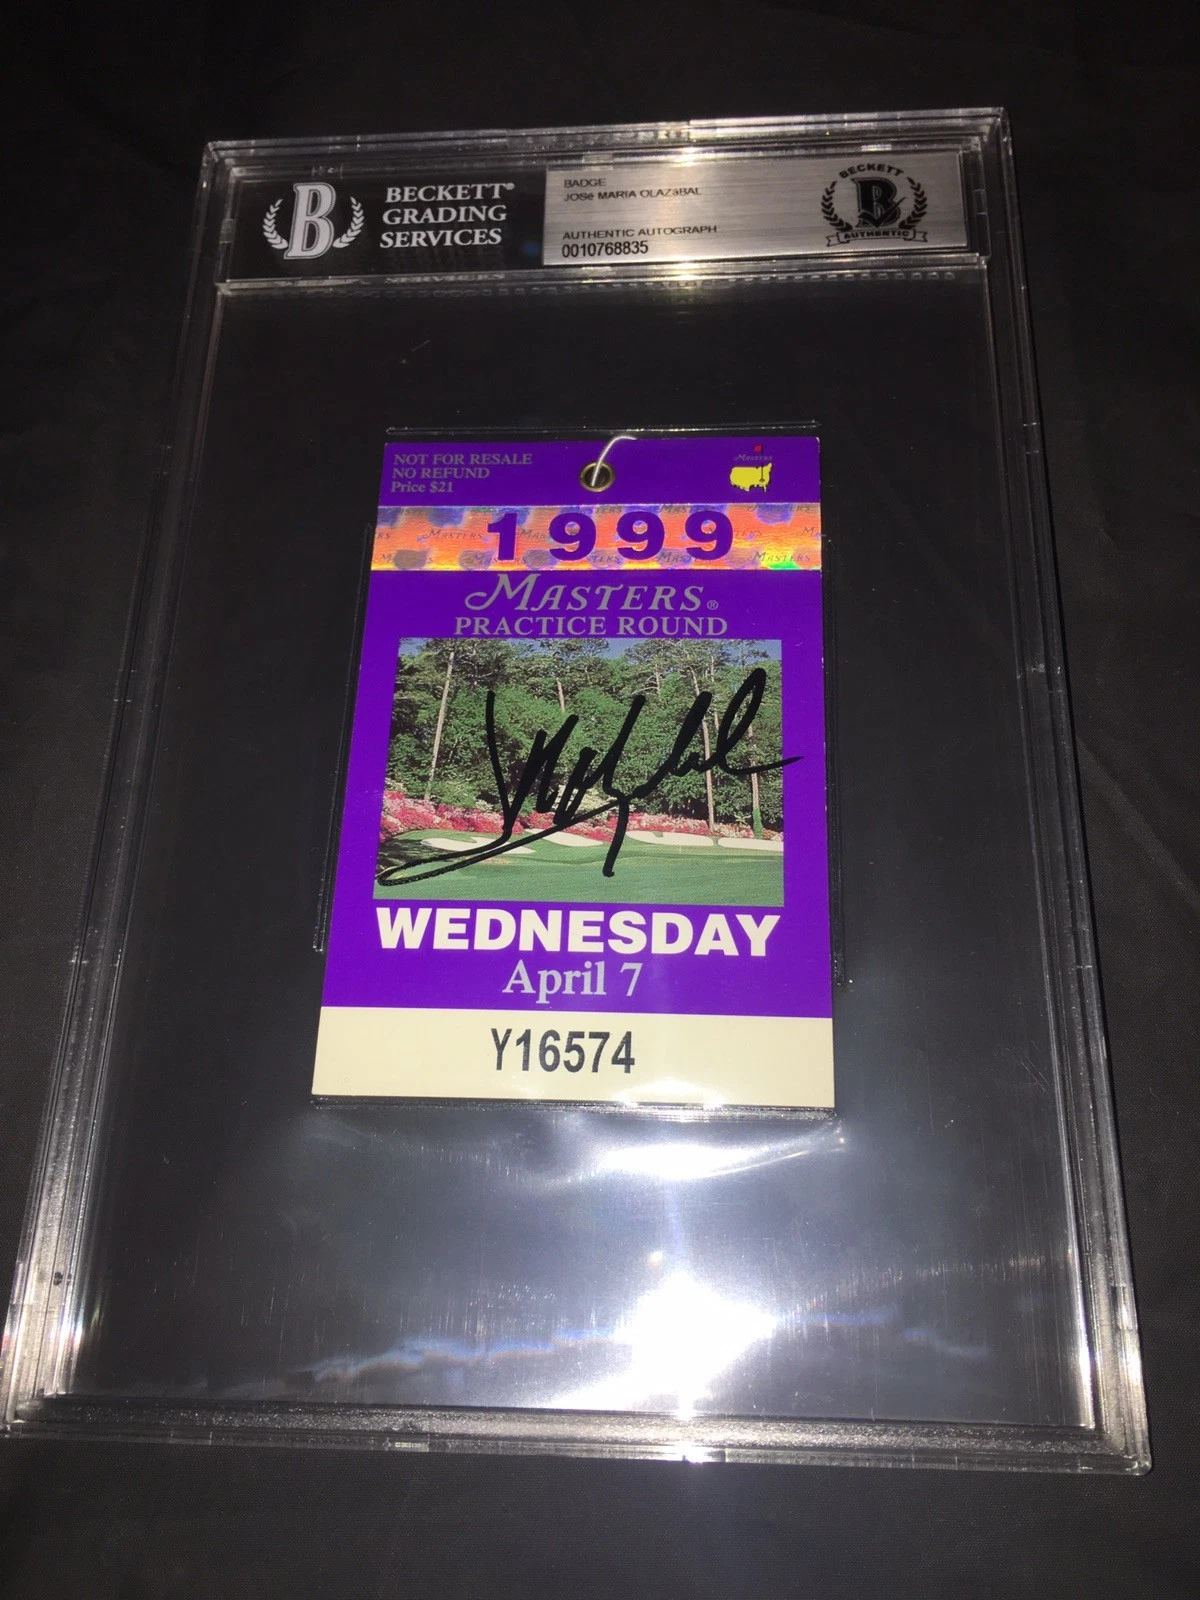 BECKETT®
GRADING
SERVICES
BADGE
JOSé MARIA OLAZáBAL
AUTHENTIC AUTOGRAPH
0010768835
BECKETT
B
AUTHENTIC
NOT FOR RESALE
NO REFUND
Price $21
MASTERS
1999
MASTERS®
PRACTICE ROUND
WEDNESDAY
April 7
Y16574